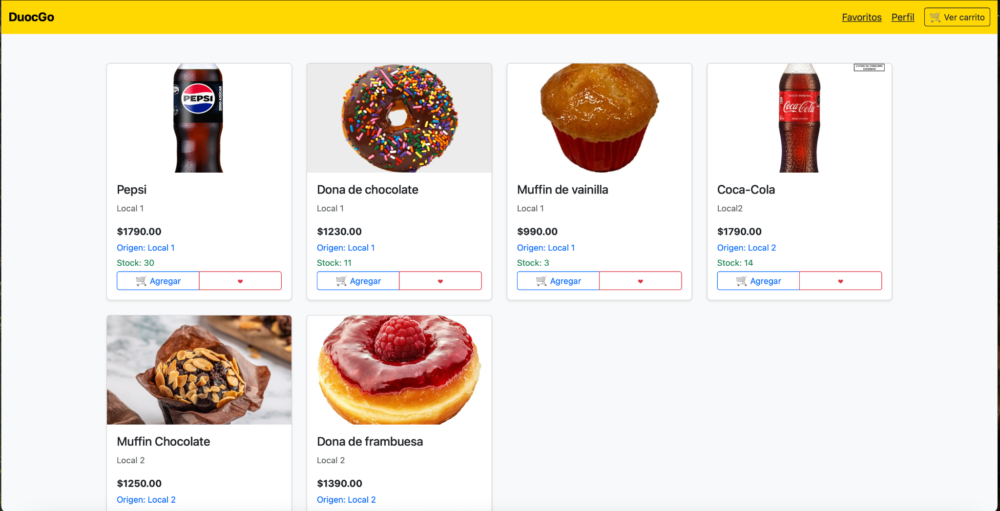 DuocGo
Favoritos Perfil Ver carrito
PEPSI
ZERO AZÚCAR
EVITAR SU CONSUMO
EXCESIVO
SABOR ORIGINAL
Coca-Cola
Pepsi
Local 1
$1790.00
Origen: Local 1
Stock: 30
Agregar
Dona de chocolate
Local 1
$1230.00
Origen: Local 1
Stock: 11
Agregar
Muffin de vainilla
Local 1
$990.00
Origen: Local 1
Stock: 3
Agregar
Coca-Cola
Local2
$1790.00
Origen: Local 2
Stock: 14
Agregar
Muffin Chocolate
Local 2
$1250.00
Origen: Local 2
Dona de frambuesa
Local 2
$1390.00
Origen: Local 2